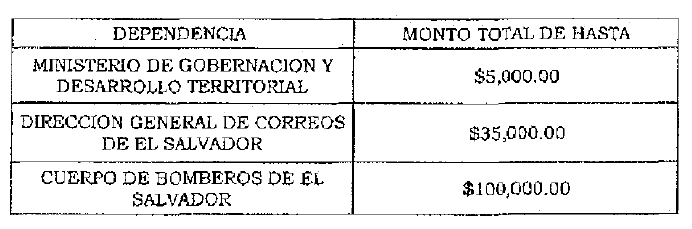 DEPENDENCIA MONTO TOTAL DE HASTA
MINISTERIO DE GOBERNACION Y
DESARROLLO TERRITORIAL
$5,000.00
DIRECCION GENERAL DE CORREOS
DE EL SALVADOR
$35,000.00
CUERPO DE BOMBEROS DE EL
SALVADOR
$100,000.00